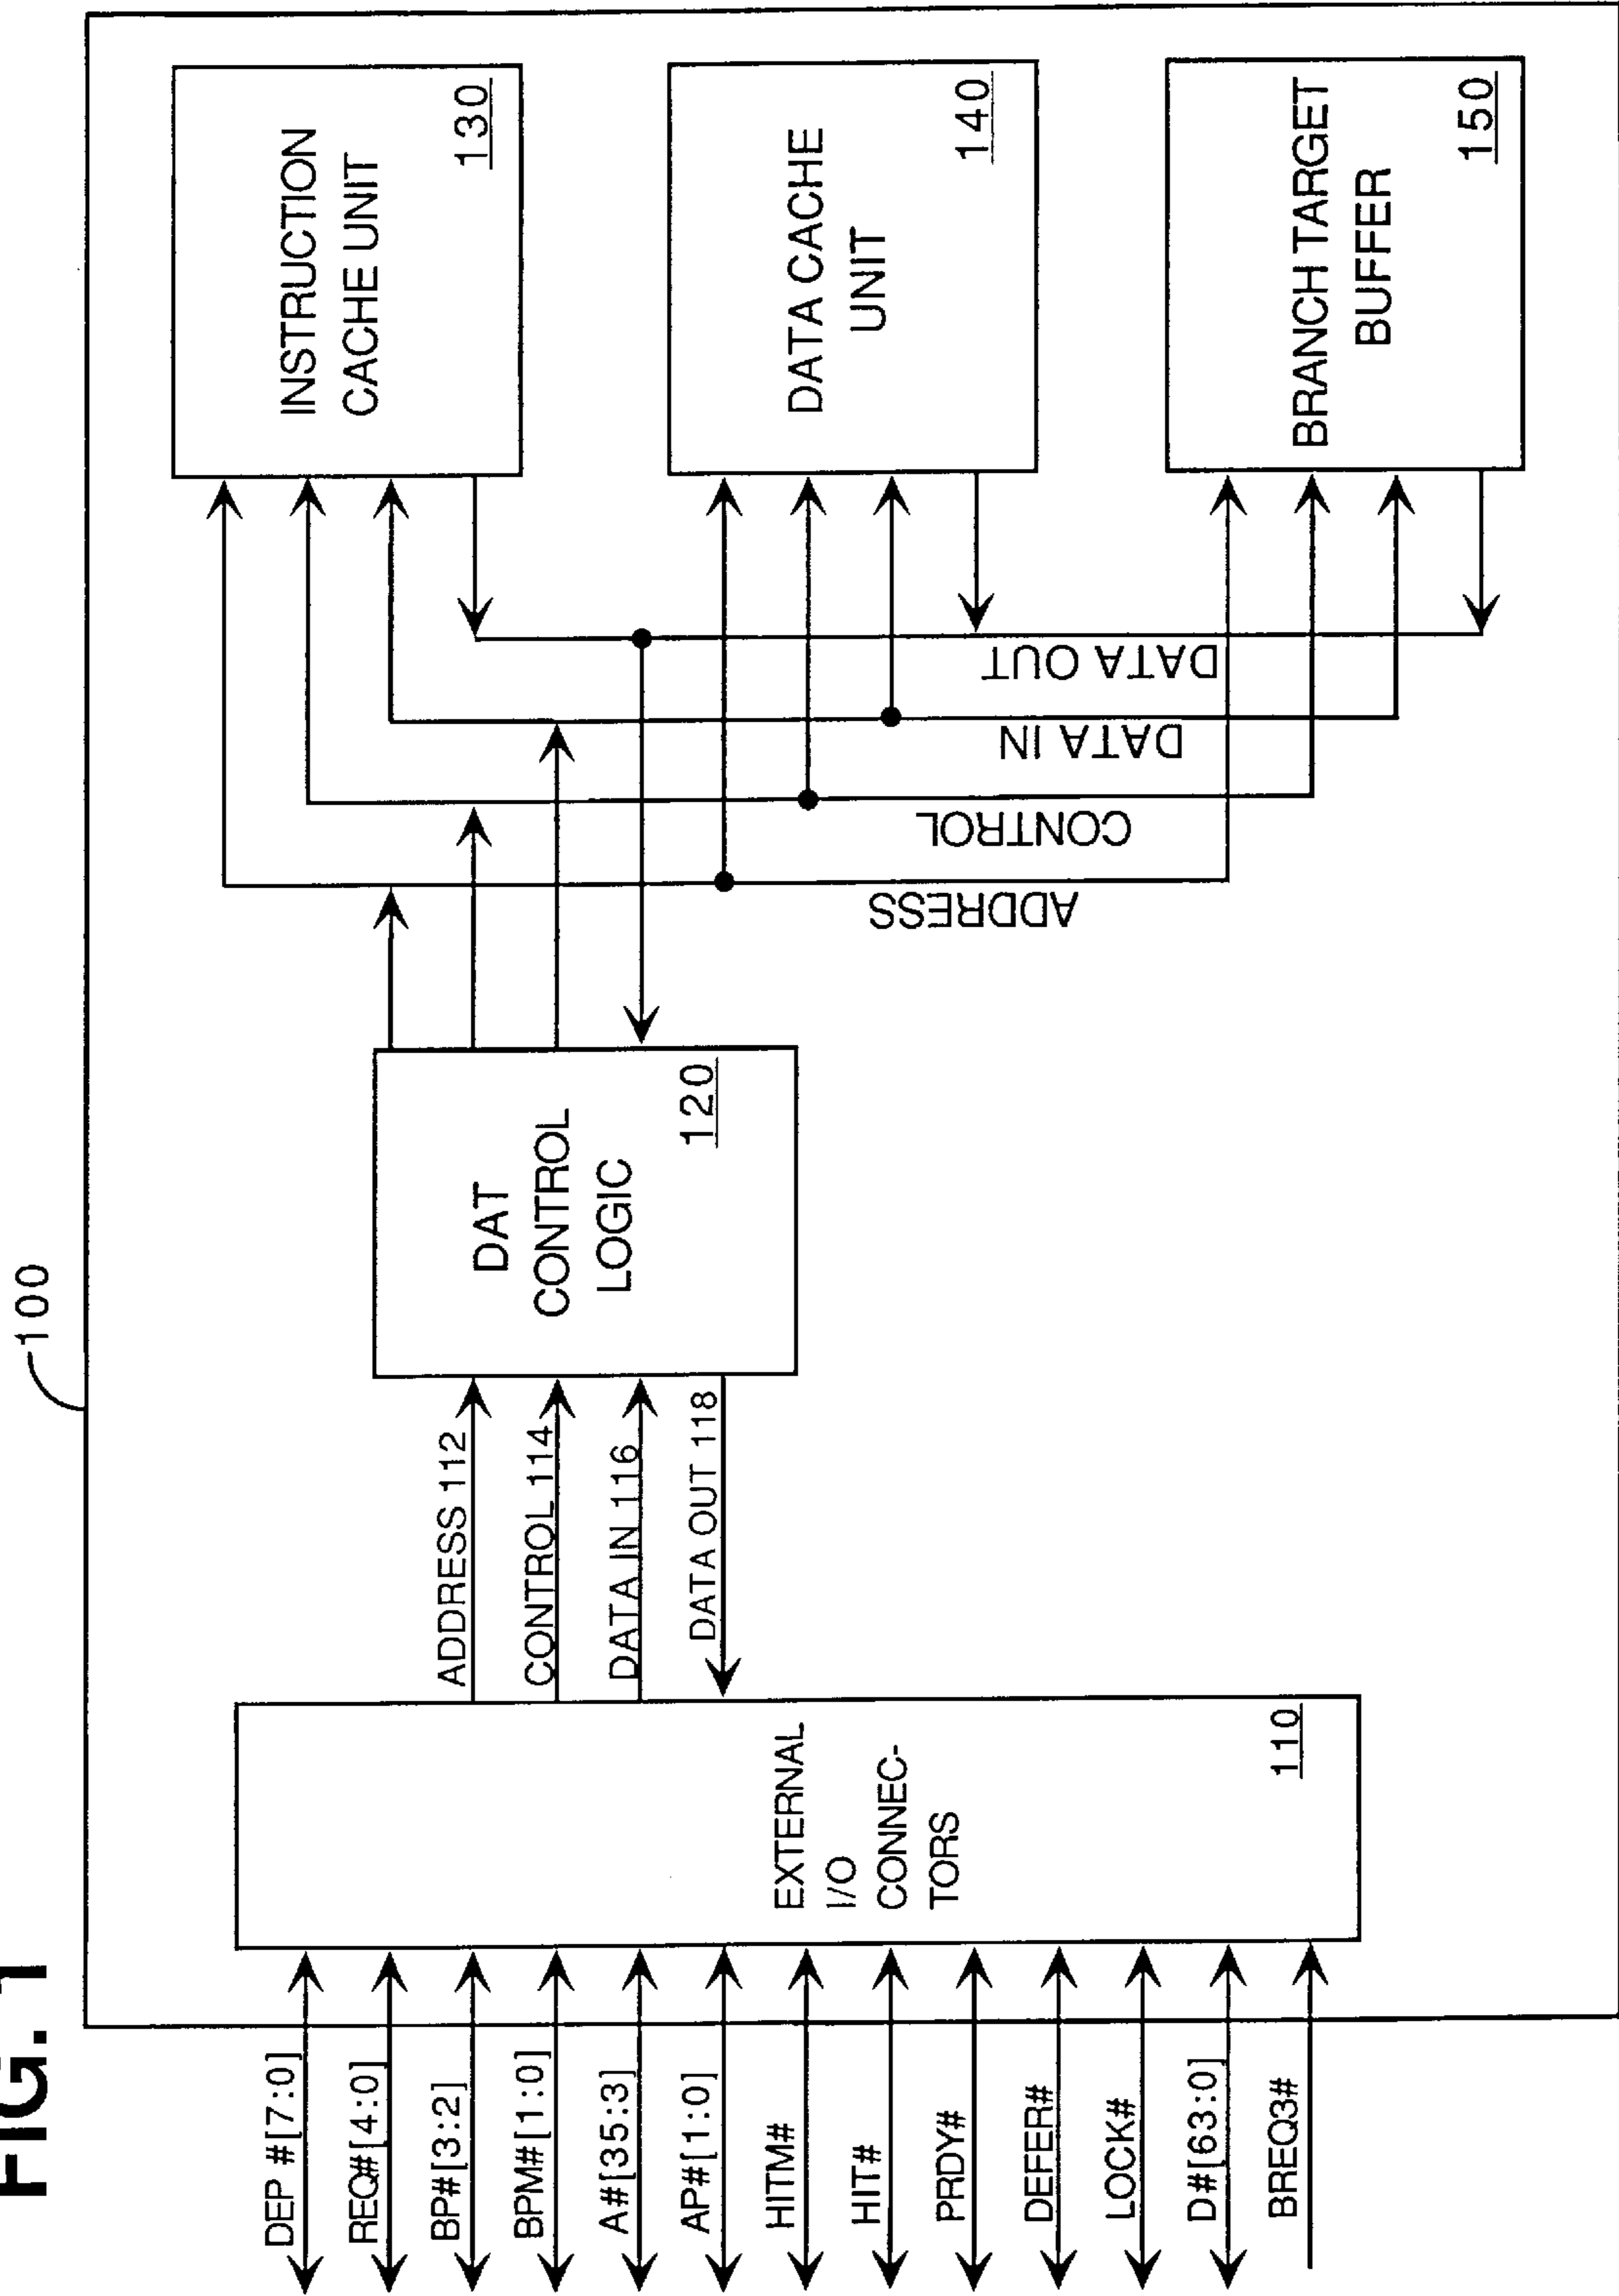 FIG. 1
100
DEP #[7:0]
REQ#[4:0]
BP#[3:2]
BPM#[1:0]
A#[35:3]
AP#[1:0]
HITM#
HIT#
PRDY#
DEFER#
LOCK#
D#[63:0]
BREQ3#
EXTERNAL
I/O
CONNEC-
TORS
110
ADDRESS 112
CONTROL 114
DATA IN 116
DATA OUT 118
DAT
CONTROL
LOGIC
120
ADDRESS
CONTROL
DATA IN
DATA OUT
INSTRUCTION
CACHE UNIT
130
DATA CACHE
UNIT
140
BRANCH TARGET
BUFFER
150